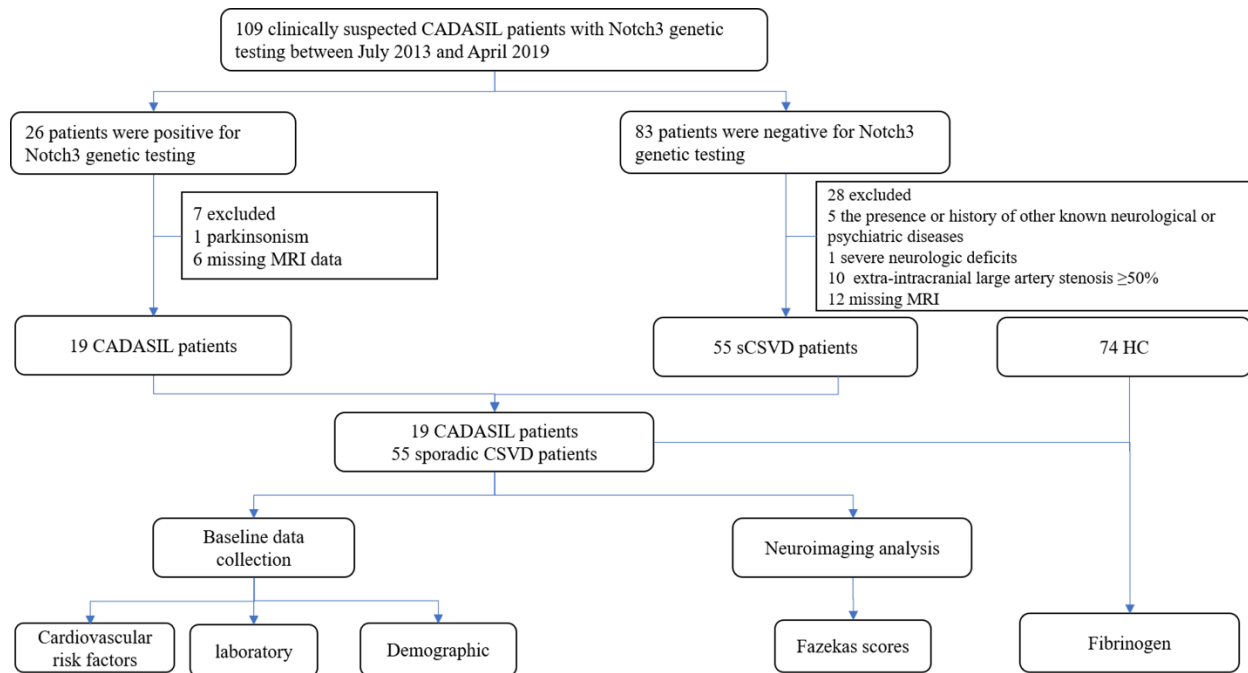 109 clinically suspected CADASIL patients with Notch3 genetic
testing between July 2013 and April 2019
26 patients were positive for
Notch3 genetic testing
83 patients were negative for Notch3
genetic testing
7 excluded
1 parkinsonism
6 missing MRI data
28 excluded
5 the presence or history of other known neurological or
psychiatric diseases
1 severe neurologic deficits
10 extra-intracranial large artery stenosis ≥50%
12 missing MRI
19 CADASIL patients
55 sCSVD patients
74 HC
19 CADASIL patients
55 sporadic CSVD patients
Baseline data
collection
Neuroimaging analysis
Cardiovascular
risk factors
laboratory
Demographic
Fazekas scores
Fibrinogen